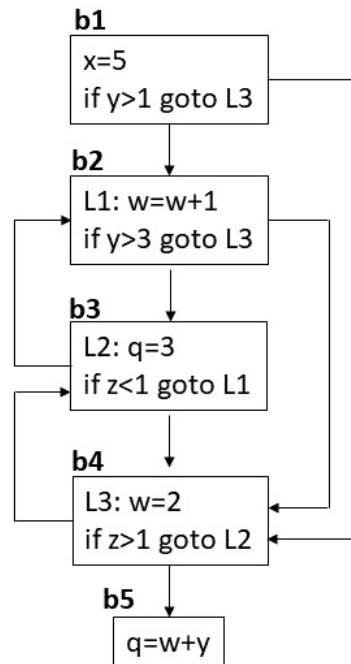 b1
x=5
if y>1 goto L3
b2
L1: w=w+1
if y>3 goto L3
b3
L2: q=3
if z<1 goto L1
b4
L3: w=2
if z>1 goto L2
b5
q=w+y